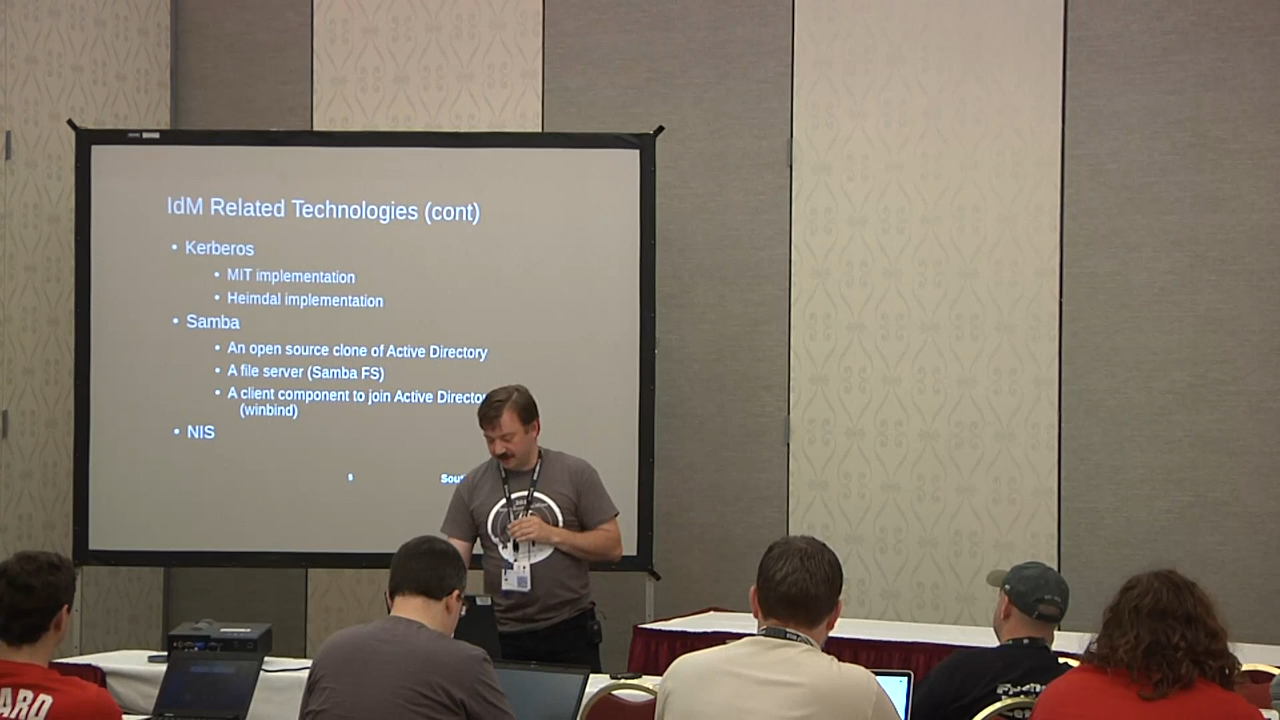 IdM Related Technologies (cont)
• Kerberos
• MIT implementation
• Heimdal implementation
• Samba
• An open source clone of Active Directory
• A file server (Samba FS)
• A client component to join Active Directo
(winbind)
• NIS
ARO